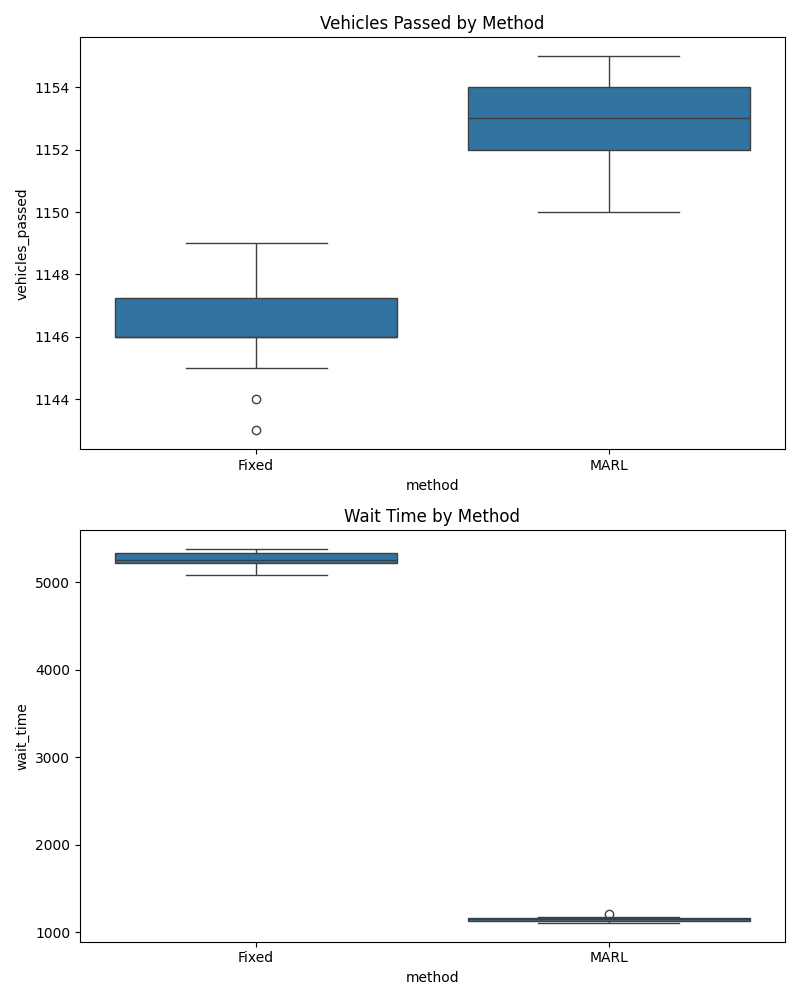 Vehicles Passed by Method
1154
1152
1150
1148
1146
1144
vehicles_passed
Fixed
MARL
method
Wait Time by Method
5000
4000
3000
2000
1000
wait_time
Fixed
MARL
method